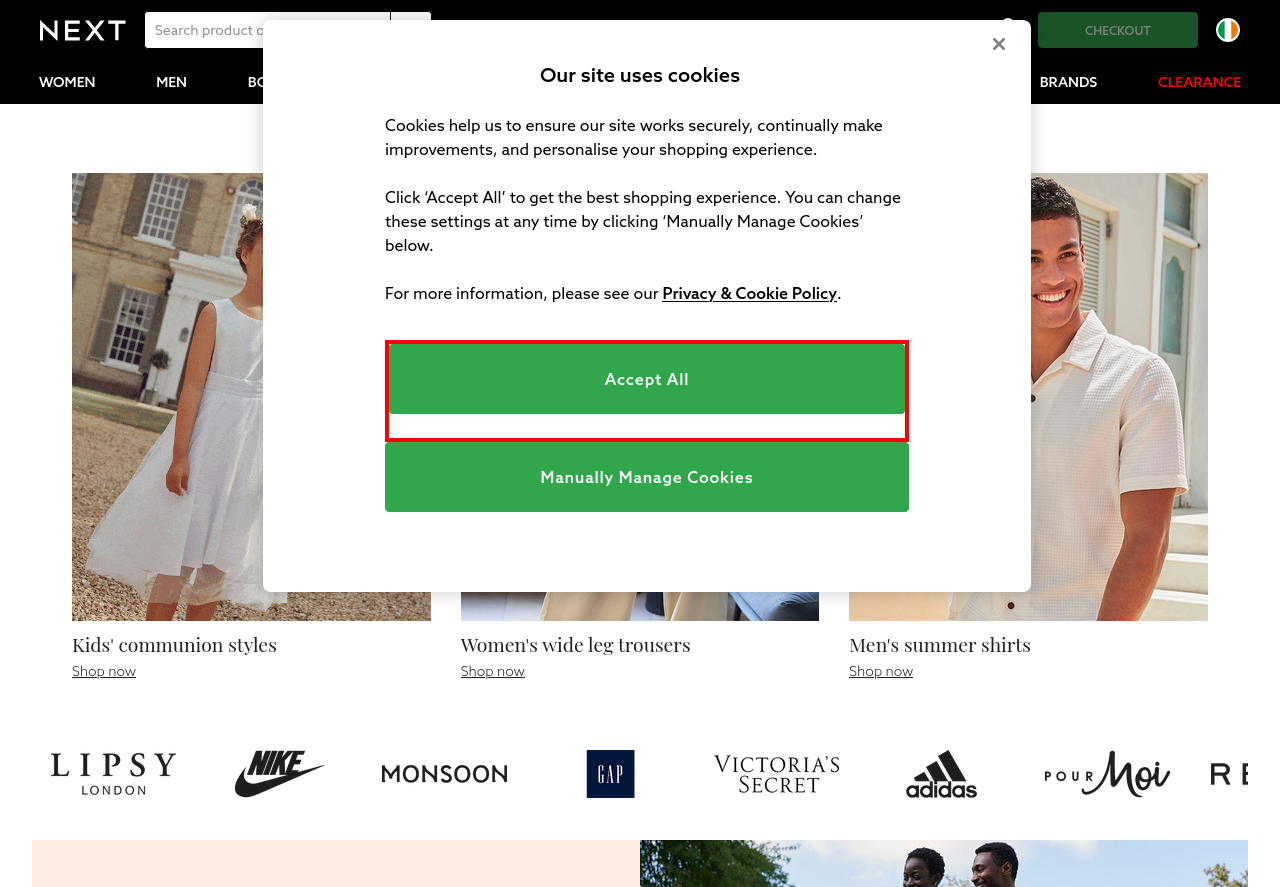 NEXT
Search product o
CHECKOUT
WOMEN
MEN
BRANDS
CLEARANCE
Our site uses cookies
Cookies help us to ensure our site works securely, continually make
improvements, and personalise your shopping experience.
Click ‘Accept All’ to get the best shopping experience. You can change
these settings at any time by clicking ‘Manually Manage Cookies’
below.
For more information, please see our Privacy & Cookie Policy.
Accept All
Manually Manage Cookies
Kids' communion styles
Shop now
Women's wide leg trousers
Shop now
Men's summer shirts
Shop now
LIPSY
LONDON
NIKE
MONSOON
GAP
VICTORIA'S
SECRET
adidas
POUR Moi